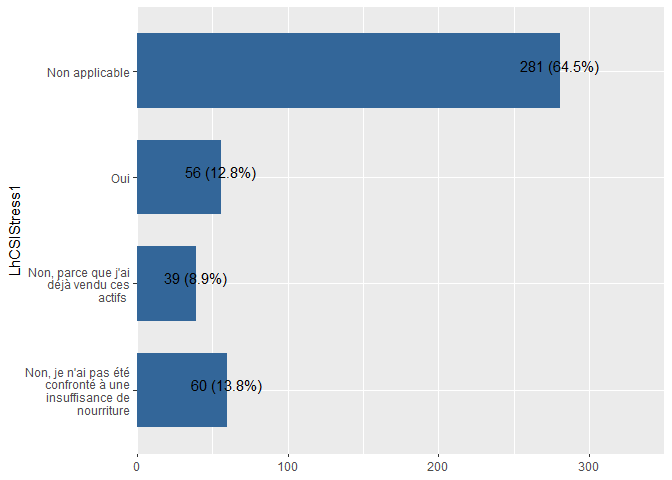 LhCSIStress1
Non applicable
281 (64.5%)
Oui
56 (12.8%)
Non, parce que j'ai
déjà vendu ces
actifs
39 (8.9%)
Non, je n'ai pas été
confronté à une
insuffisance de
nourriture
60 (13.8%)
0 100 200 300